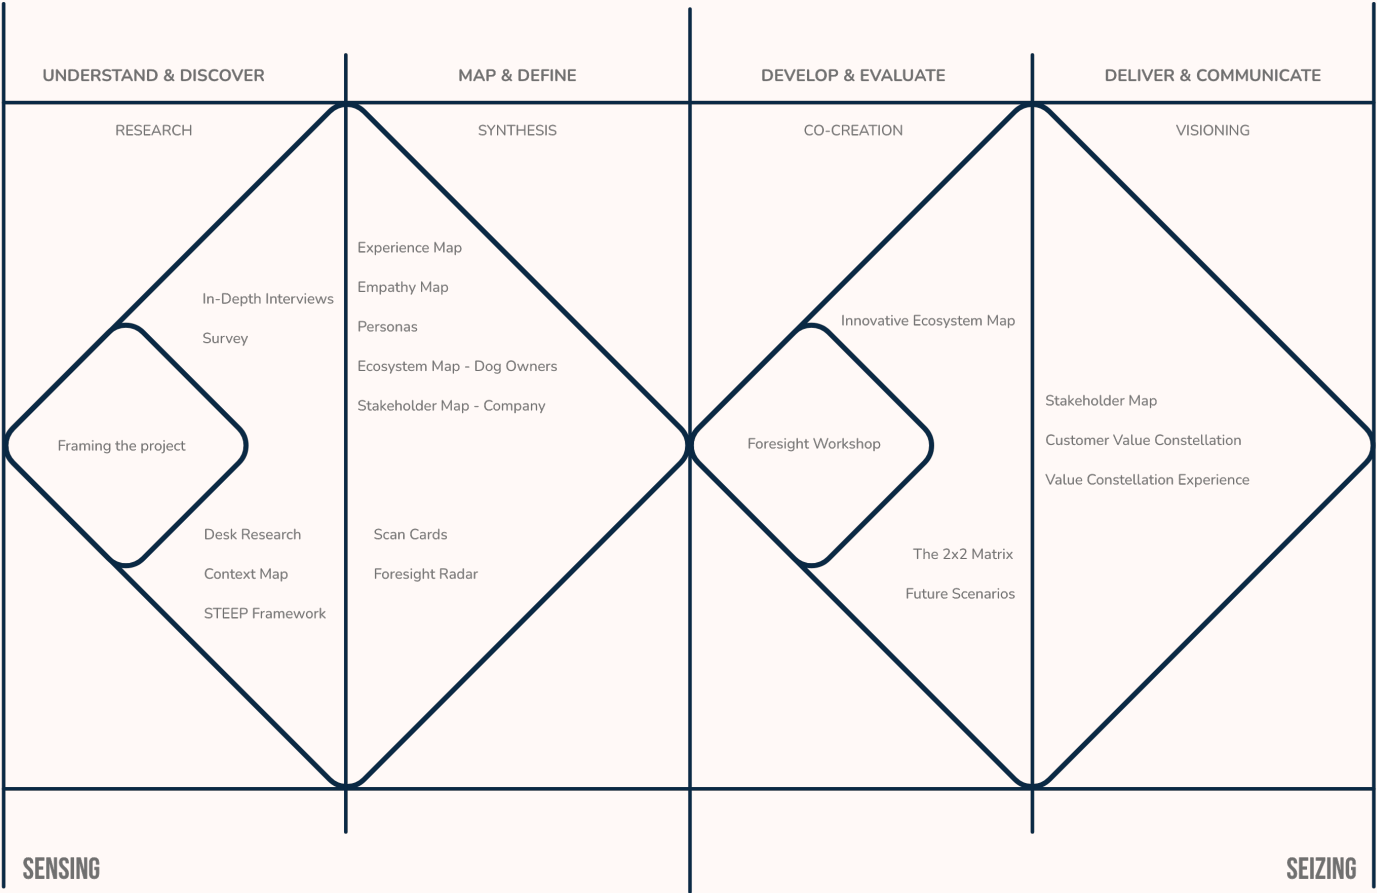 UNDERSTAND & DISCOVER
MAP & DEFINE
DEVELOP & EVALUATE
DELIVER & COMMUNICATE
RESEARCH
SYNTHESIS
CO-CREATION
VISIONING
In-Depth Interviews
Survey
Framing the project
Desk Research
Context Map
STEEP Framework
Experience Map
Empathy Map
Personas
Ecosystem Map - Dog Owners
Stakeholder Map - Company
Scan Cards
Foresight Radar
Innovative Ecosystem Map
Foresight Workshop
The 2x2 Matrix
Future Scenarios
Stakeholder Map
Customer Value Constellation
Value Constellation Experience
SENSING
SEIZING